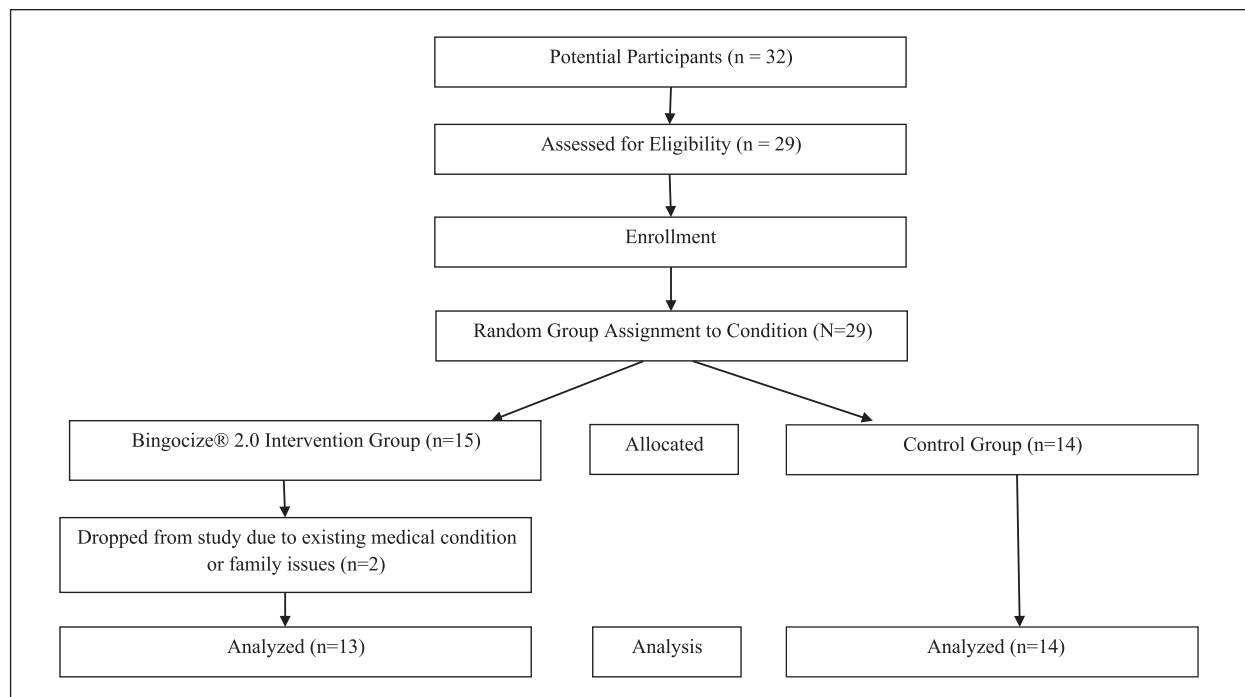 Potential Participants (n = 32)
Assessed for Eligibility (n = 29)
Enrollment
Random Group Assignment to Condition (N=29)
Bingocize® 2.0 Intervention Group (n=15)
Allocated
Control Group (n=14)
Dropped from study due to existing medical condition
or family issues (n=2)
Analyzed (n=13)
Analysis
Analyzed (n=14)